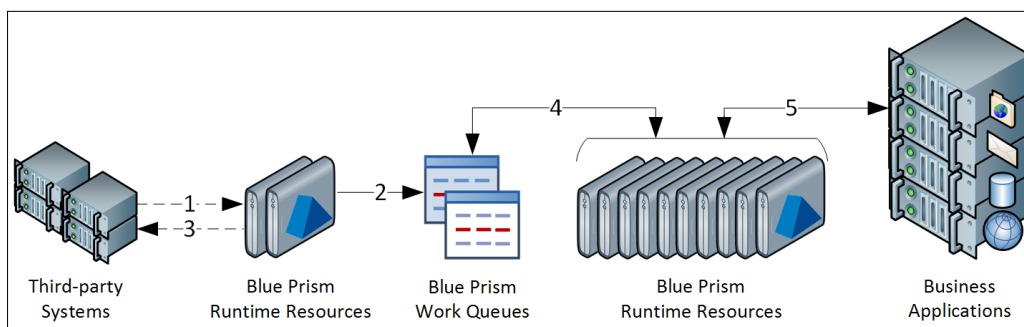 4
5
1
2
3
Third-party
Systems
Blue Prism
Runtime Resources
Blue Prism
Work Queues
Blue Prism
Runtime Resources
Business
Applications